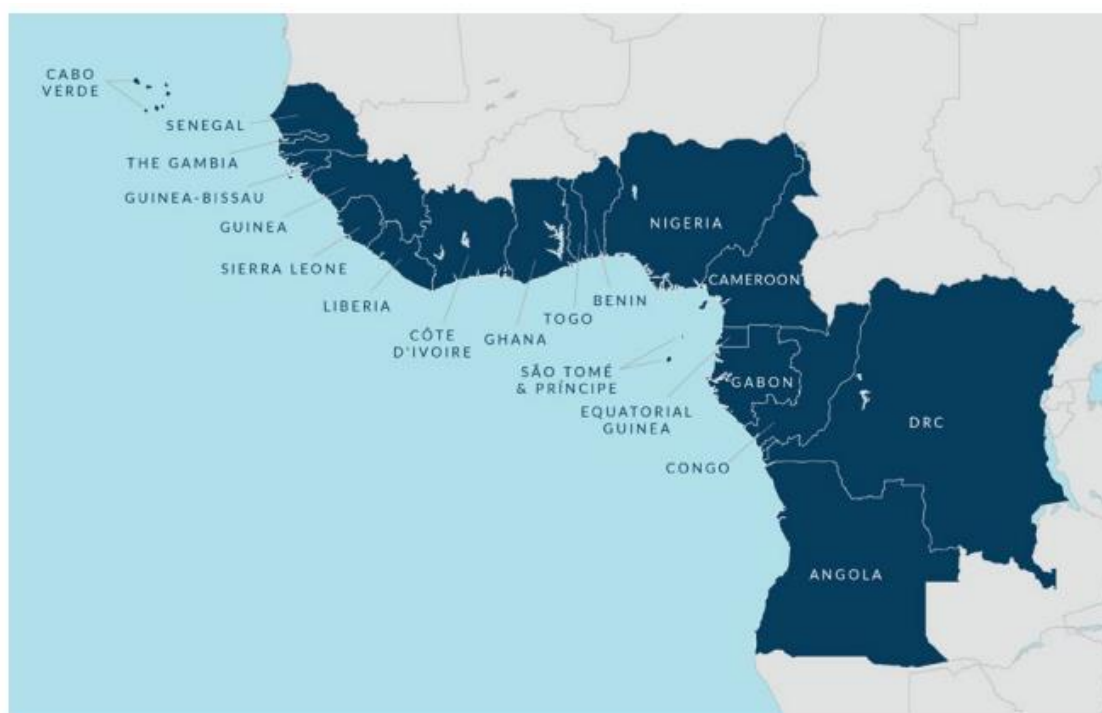 CABO
VERDE
SENEGAL
THE GAMBIA
GUINEA-BISSAU
GUINEA
SIERRA LEONE
LIBERIA
CÔTE
D'IVOIRE
GHANA
TOGO
BENIN
NIGERIA
CAMEROON
SÃO TOMÉ
& PRÍNCIPE
EQUATORIAL
GUINEA
GABON
CONGO
DRC
ANGOLA